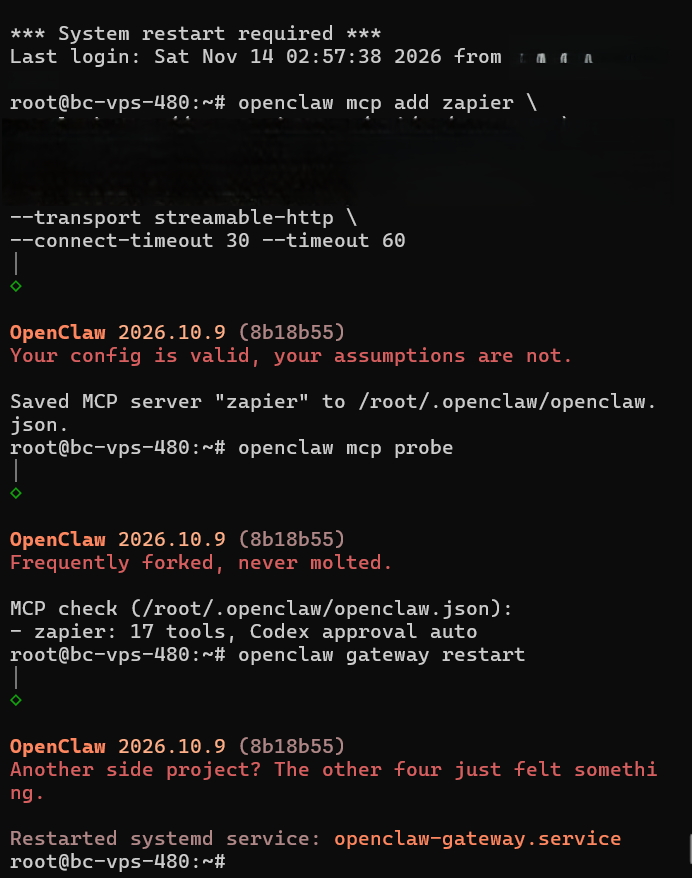 *** System restart required ***
Last login: Sat Nov 14 02:57:38 2026 from
root@bc-vps-480:~# openclaw mcp add zapier \
--transport streamable-http \
--connect-timeout 30 --timeout 60
OpenClaw 2026.10.9 (8b18b55)
Your config is valid, your assumptions are not.
Saved MCP server "zapier" to /root/.openclaw/openclaw.
json.
root@bc-vps-480:~# openclaw mcp probe
OpenClaw 2026.10.9 (8b18b55)
Frequently forked, never molted.
MCP check (/root/.openclaw/openclaw.json):
- zapier: 17 tools, Codex approval auto
root@bc-vps-480:~# openclaw gateway restart
OpenClaw 2026.10.9 (8b18b55)
Another side project? The other four just felt somethi
ng.
Restarted systemd service: openclaw-gateway.service
root@bc-vps-480:~#